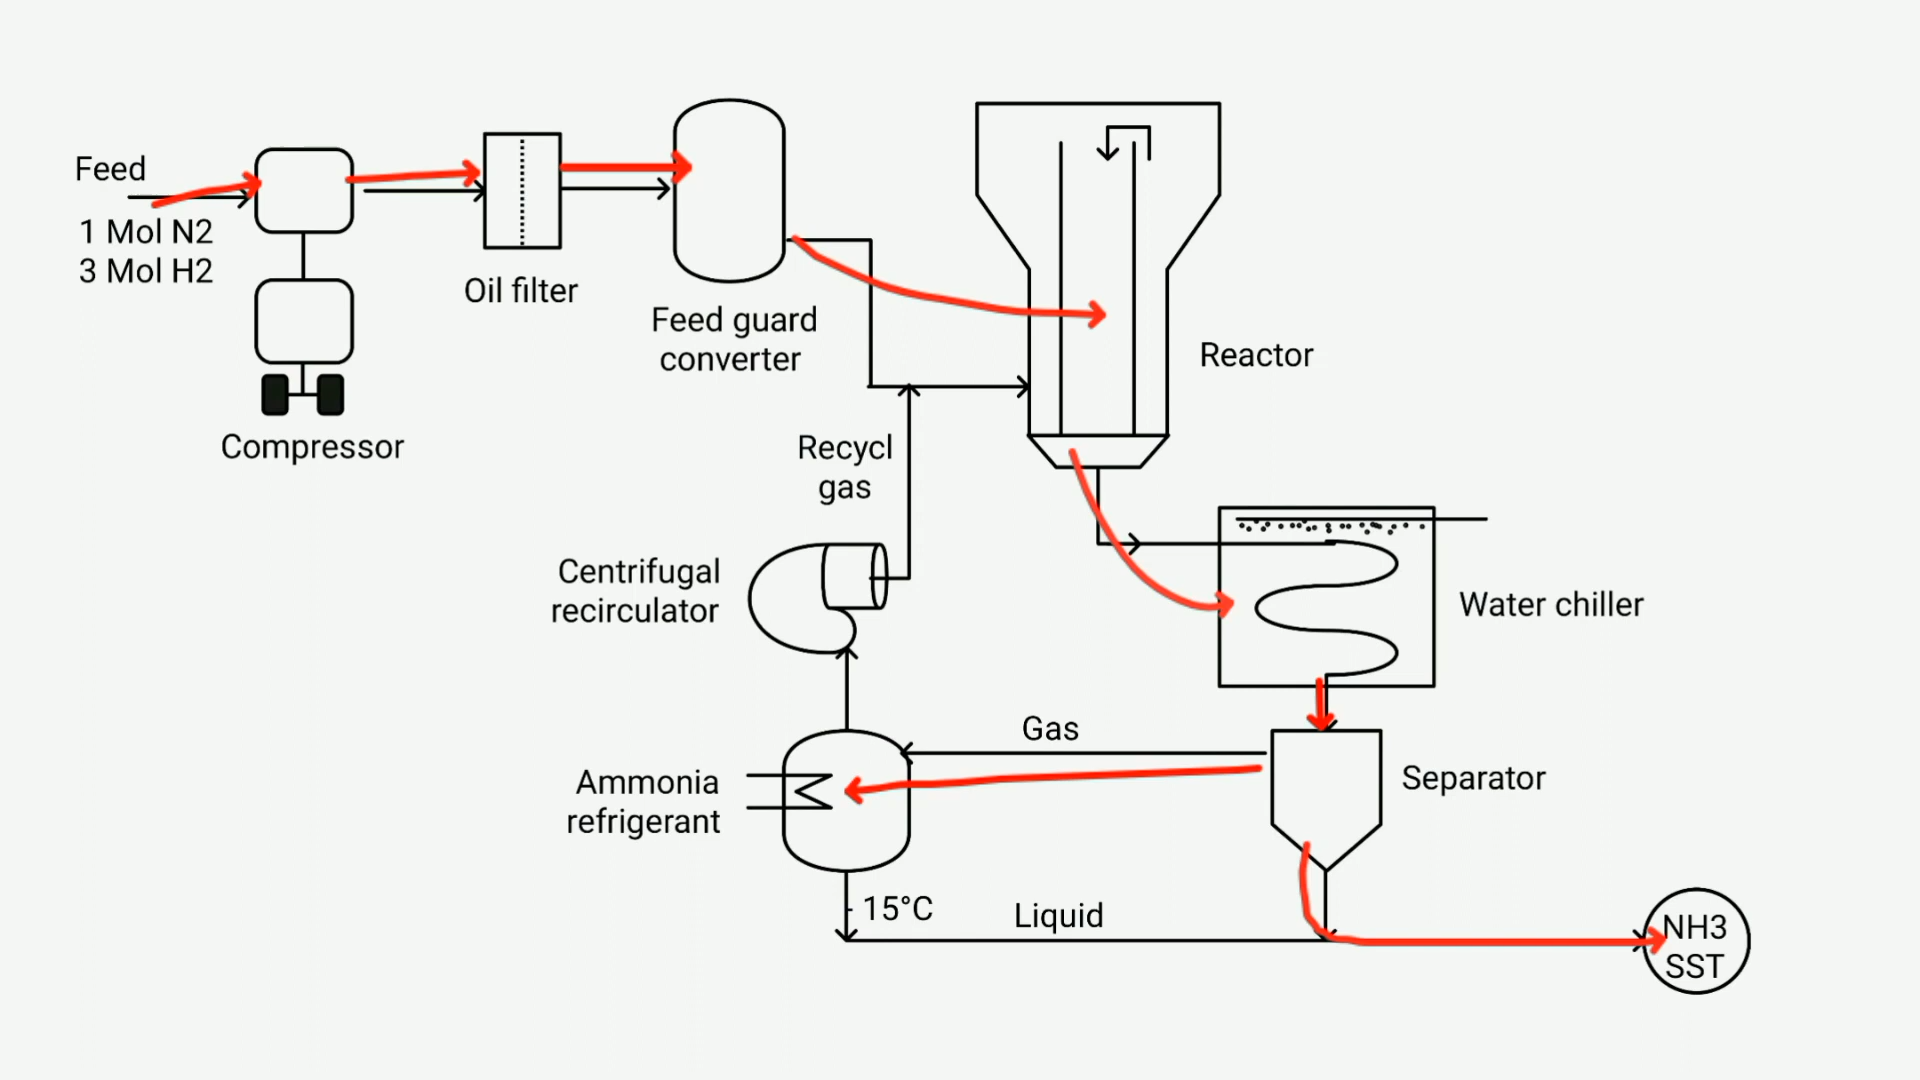 Feed
1 Mol N2
3 Mol H2
Compressor
Oil filter
Feed guard
converter
Reactor
Recycl
gas
Centrifugal
recirculator
Water chiller
Gas
Ammonia
refrigerant
Separator
- 15°C
Liquid
NH3
SST